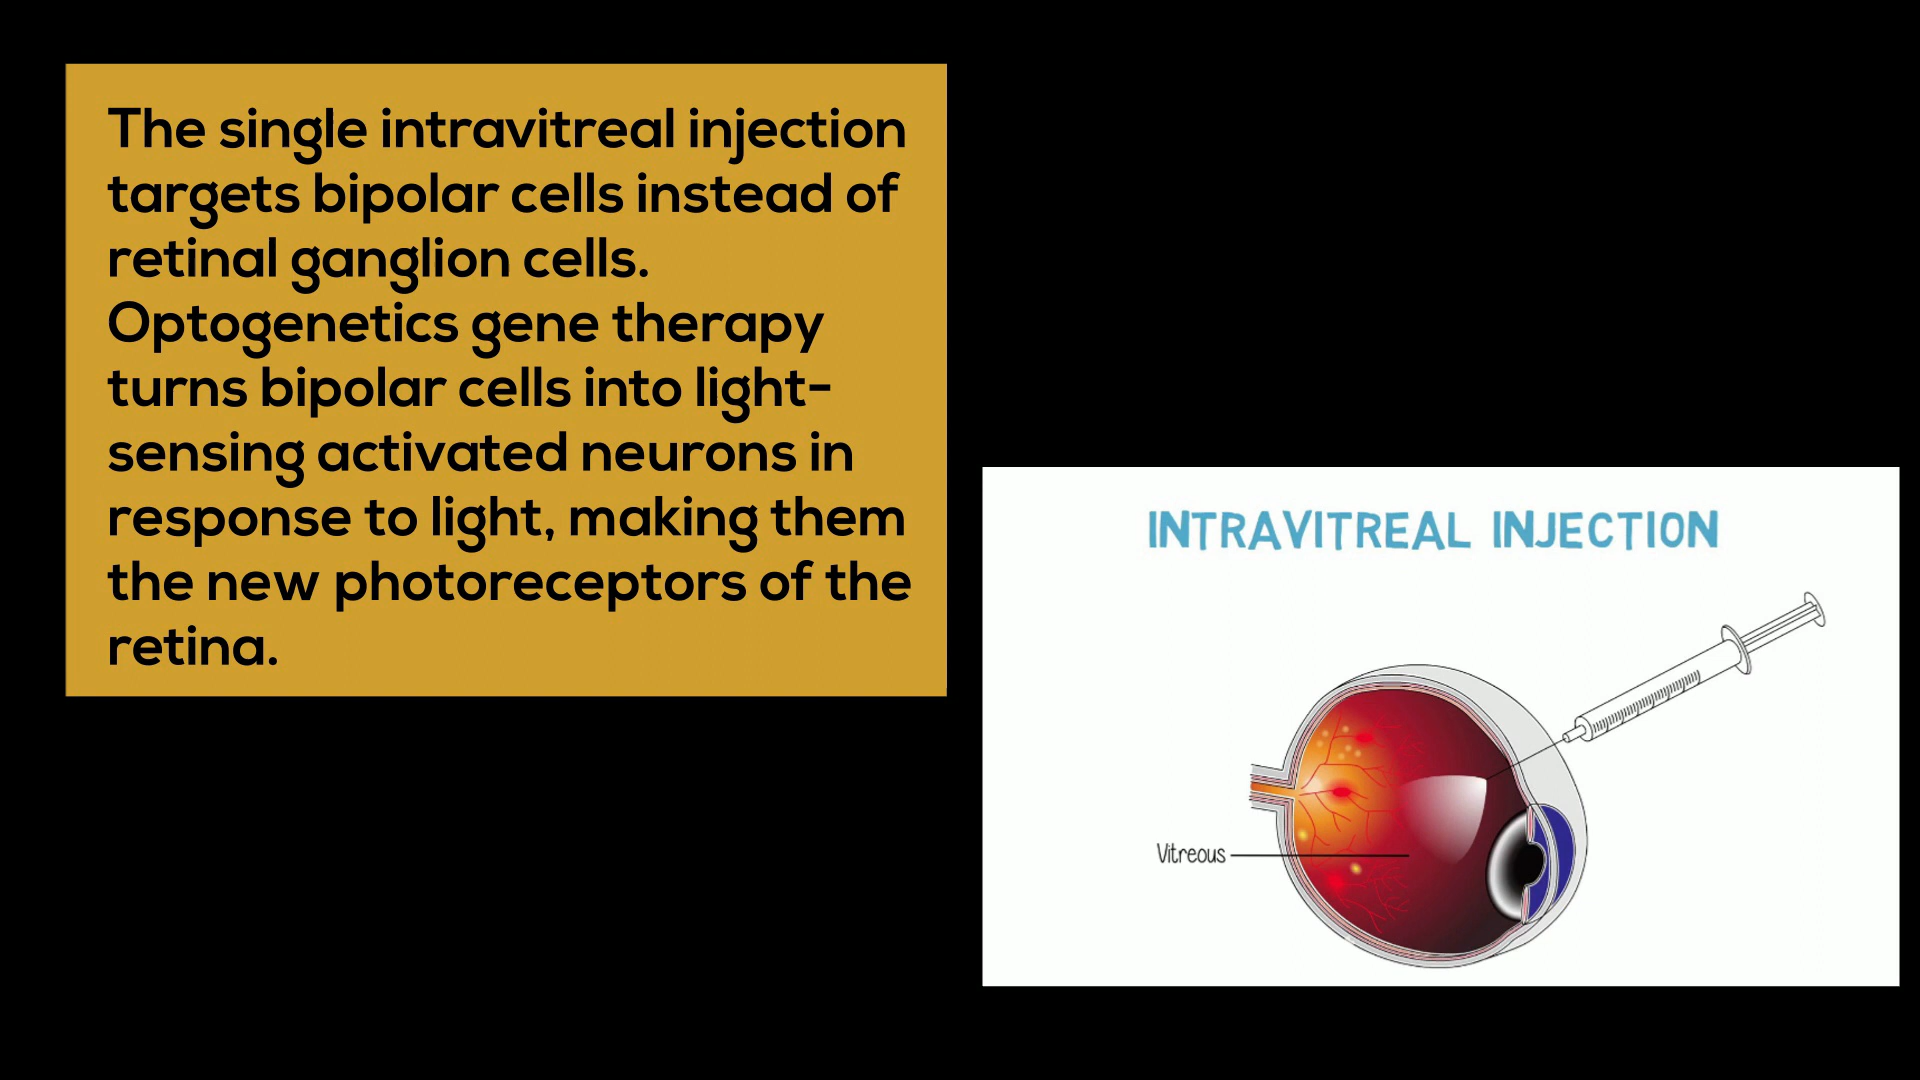 The single intravitreal injection
targets bipolar cells instead of
retinal ganglion cells.
Optogenetics gene therapy
turns bipolar cells into light-
sensing activated neurons in
response to light, making them
the new photoreceptors of the
retina.
INTRAVITREAL INJECTION
Vitreous